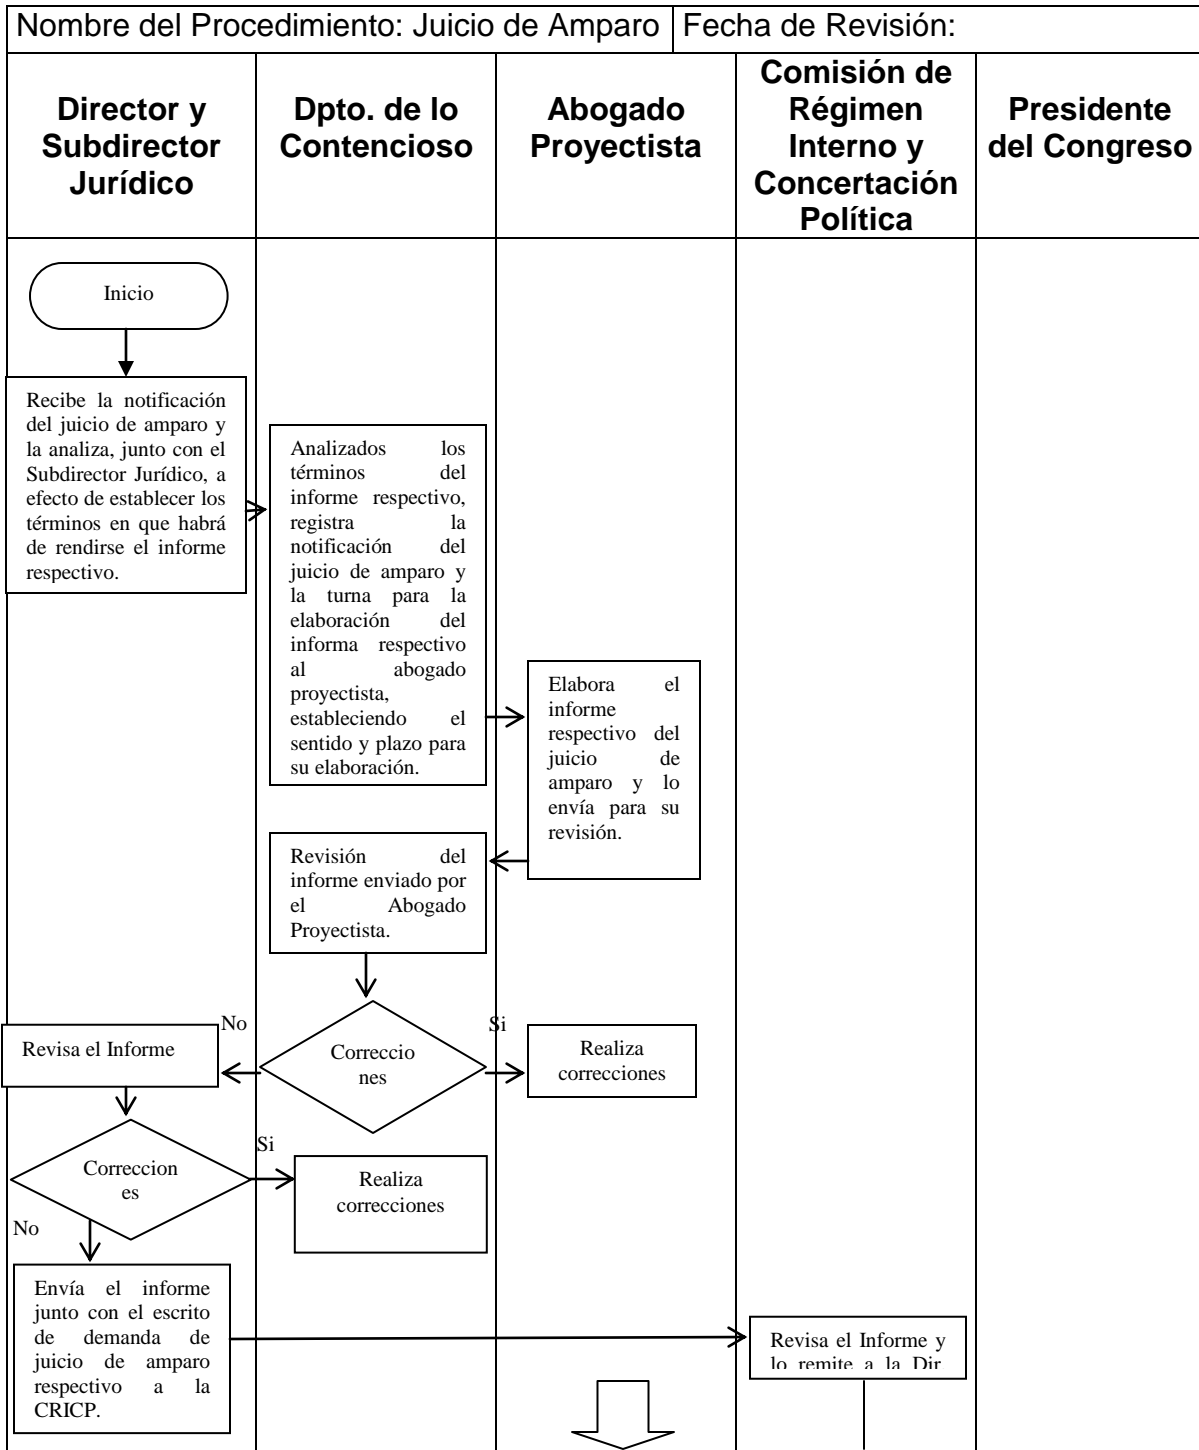 Nombre del Procedimiento: Juicio de Amparo
Fecha de Revisión:
Director y
Subdirector
Jurídico
Dpto. de lo
Contencioso
Abogado
Proyectista
Comisión de
Régimen
Interno y
Concertación
Política
Presidente
del Congreso
Inicio
Recibe la notificación
del juicio de amparo y
la analiza, junto con el
Subdirector Jurídico, a
efecto de establecer los
términos en que habrá
de rendirse el informe
respectivo.
Analizados los
términos del
informe respectivo,
registra la
notificación del
juicio de amparo y
la turna para la
elaboración del
informa respectivo
al abogado
proyectista,
estableciendo el
sentido y plazo para
su elaboración.
Elabora el
informe
respectivo del
juicio de
amparo y lo
envía para su
revisión.
Revisión del
informe enviado por
el Abogado
Proyectista.
Correccio
nes
No
Si
Revisa el Informe
Realiza
correcciones
Correccion
es
Si
No
Realiza
correcciones
Envía el informe
junto con el escrito
de demanda de
juicio de amparo
respectivo a la
CRICP.
Revisa el Informe y
lo remite a la Dir.